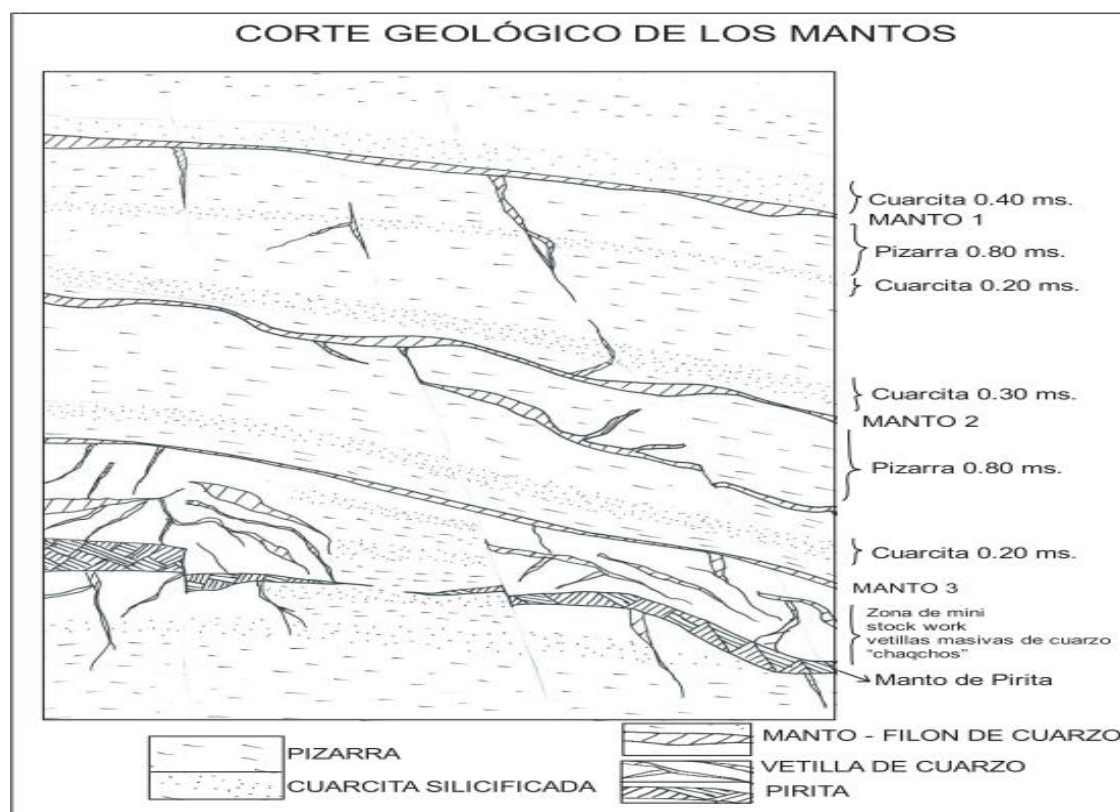 CORTE GEOLÓGICO DE LOS MANTOS
Cuarcita 0.40 ms.
MANTO 1
Pizarra 0.80 ms.
Cuarcita 0.20 ms.
Cuarcita 0.30 ms.
MANTO 2
Pizarra 0.80 ms.
Cuarcita 0.20 ms.
MANTO 3
Zona de mini
stock work
vetillas masivas de cuarzo
"chaqchos"
Manto de Pirita
PIZARRA
CUARCITA SILICIFICADA
MANTO - FILON DE CUARZO
VETILLA DE CUARZO
PIRITA